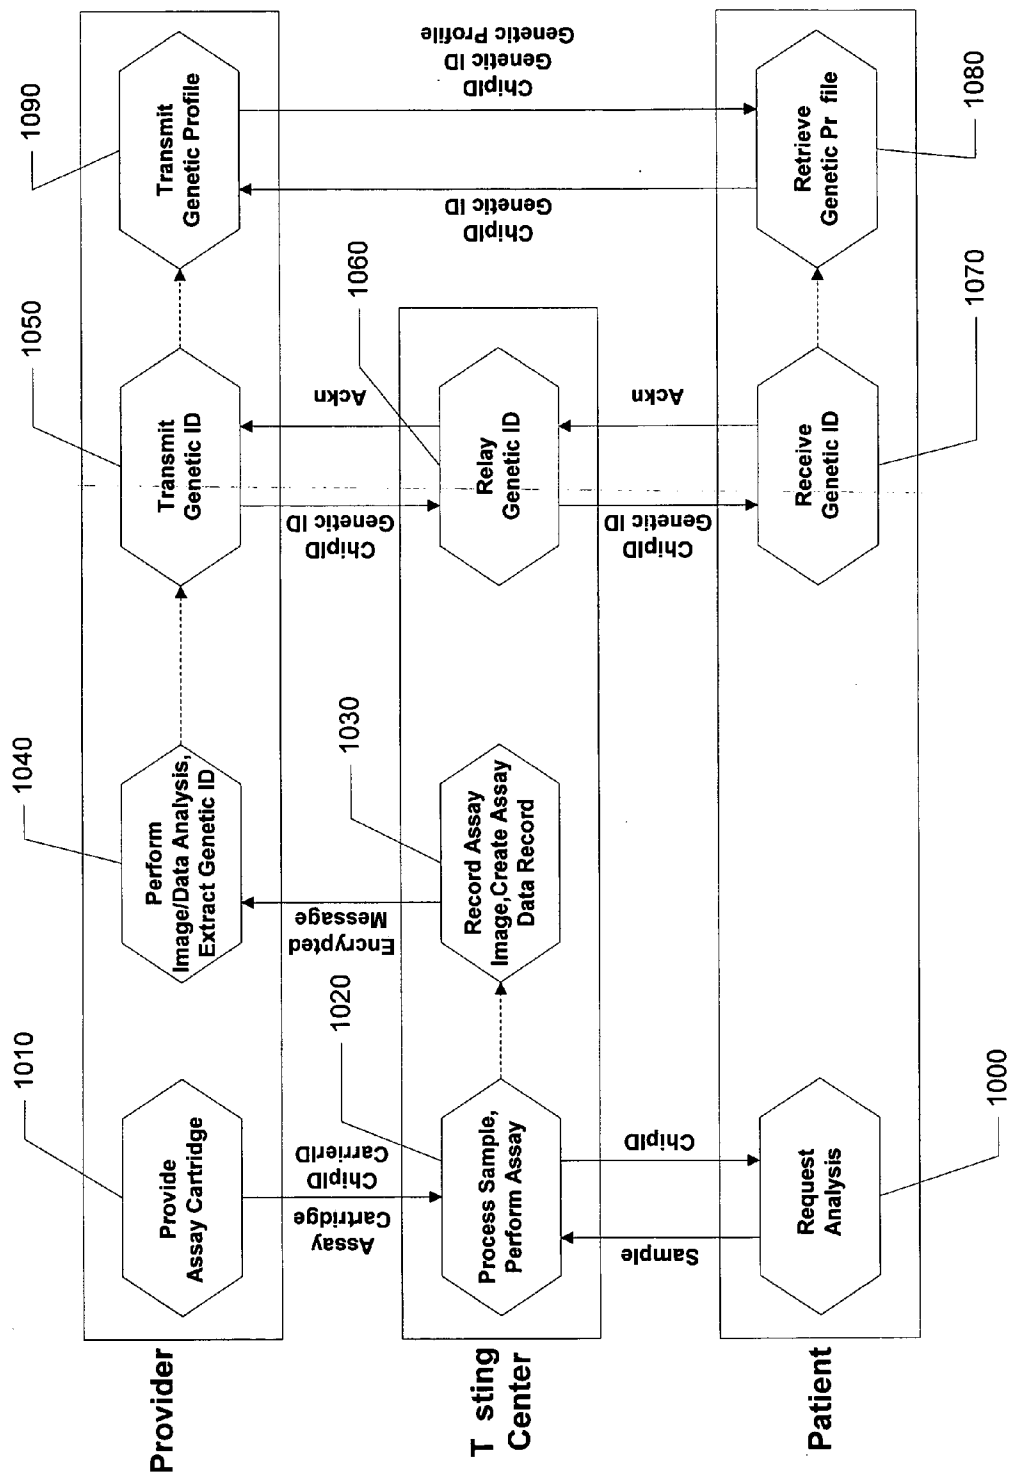 Provider
1010
Provide
Assay Cartridge
1040
Perform
Image/Data Analysis,
Extract Genetic ID
1050
Transmit
Genetic ID
1090
Transmit
Genetic Profile
Assay
Cartridge
ChipID
CarrierID
1020
Encrypted
Message
1030
ChipID
Genetic ID
Ackn
1060
ChipID
Genetic ID
ChipID
Genetic ID
Genetic Profile
T sting
Center
Process Sample,
Perform Assay
Record Assay
Image,Create Assay
Data Record
Relay
Genetic ID
Sample
ChipID
ChipID
Genetic ID
Ackn
Patient
Request
Analysis
1000
Receive
Genetic ID
1070
Retrieve
Genetic Pr file
1080